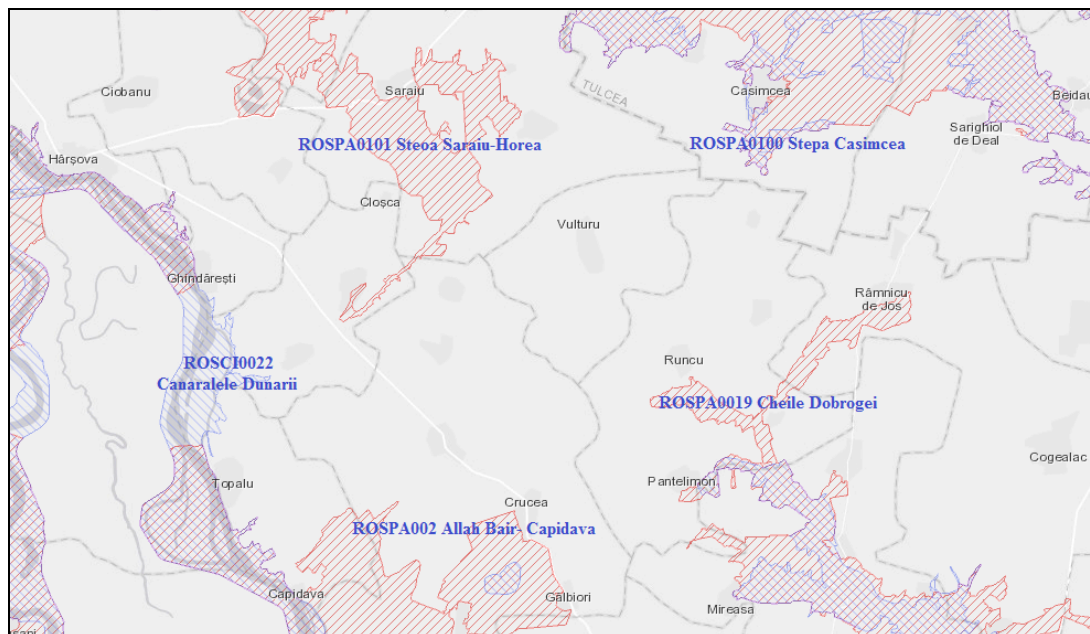 Ciobanu
Saraiu
TULCEA
Casimcea
Beidau
Sarighiol
de Deal
ROSPA0101 Steoa Saraiu-Horea
ROSPA0100 Stepa Casimcea
Hârșova
Cloșca
Vulturu
Ghindărești
Râmnicu
de Jos
ROSCI0022
Canaralele Dunarii
Runcu
ROSPA0019 Cheile Dobrogei
Cogealac
Topalu
Pantelimon
Crucea
ROSPA002 Allah Bair- Capidava
Capidava
Gălbiori
Mireasa